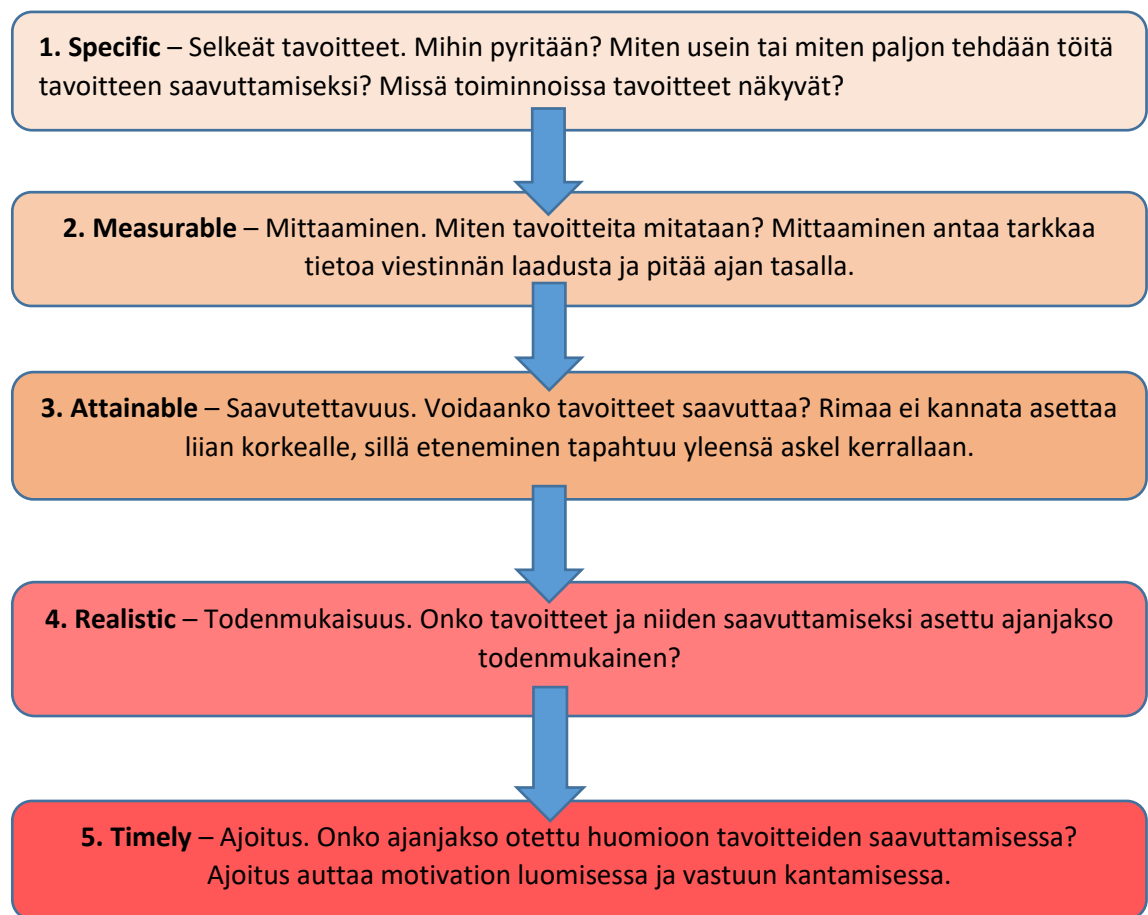 1. Specific – Selkeät tavoitteet. Mihin pyritään? Miten usein tai miten paljon tehdään töitä
tavoitteen saavuttamiseksi? Missä toiminnoissa tavoitteet näkyvät?
2. Measurable – Mittaaminen. Miten tavoitteita mitataan? Mittaaminen antaa tarkkaa
tietoa viestinnän laadusta ja pitää ajan tasalla.
3. Attainable – Saavutettavuus. Voidaanko tavoitteet saavuttaa? Rimaa ei kannata asettaa
liian korkealle, sillä eteneminen tapahtuu yleensä askel kerrallaan.
4. Realistic – Todenmukaisuus. Onko tavoitteet ja niiden saavuttamiseksi asettu ajanjakso
todenmukainen?
5. Timely – Ajoitus. Onko ajanjakso otettu huomioon tavoitteiden saavuttamisessa?
Ajoitus auttaa motivation luomisessa ja vastuun kantamisessa.